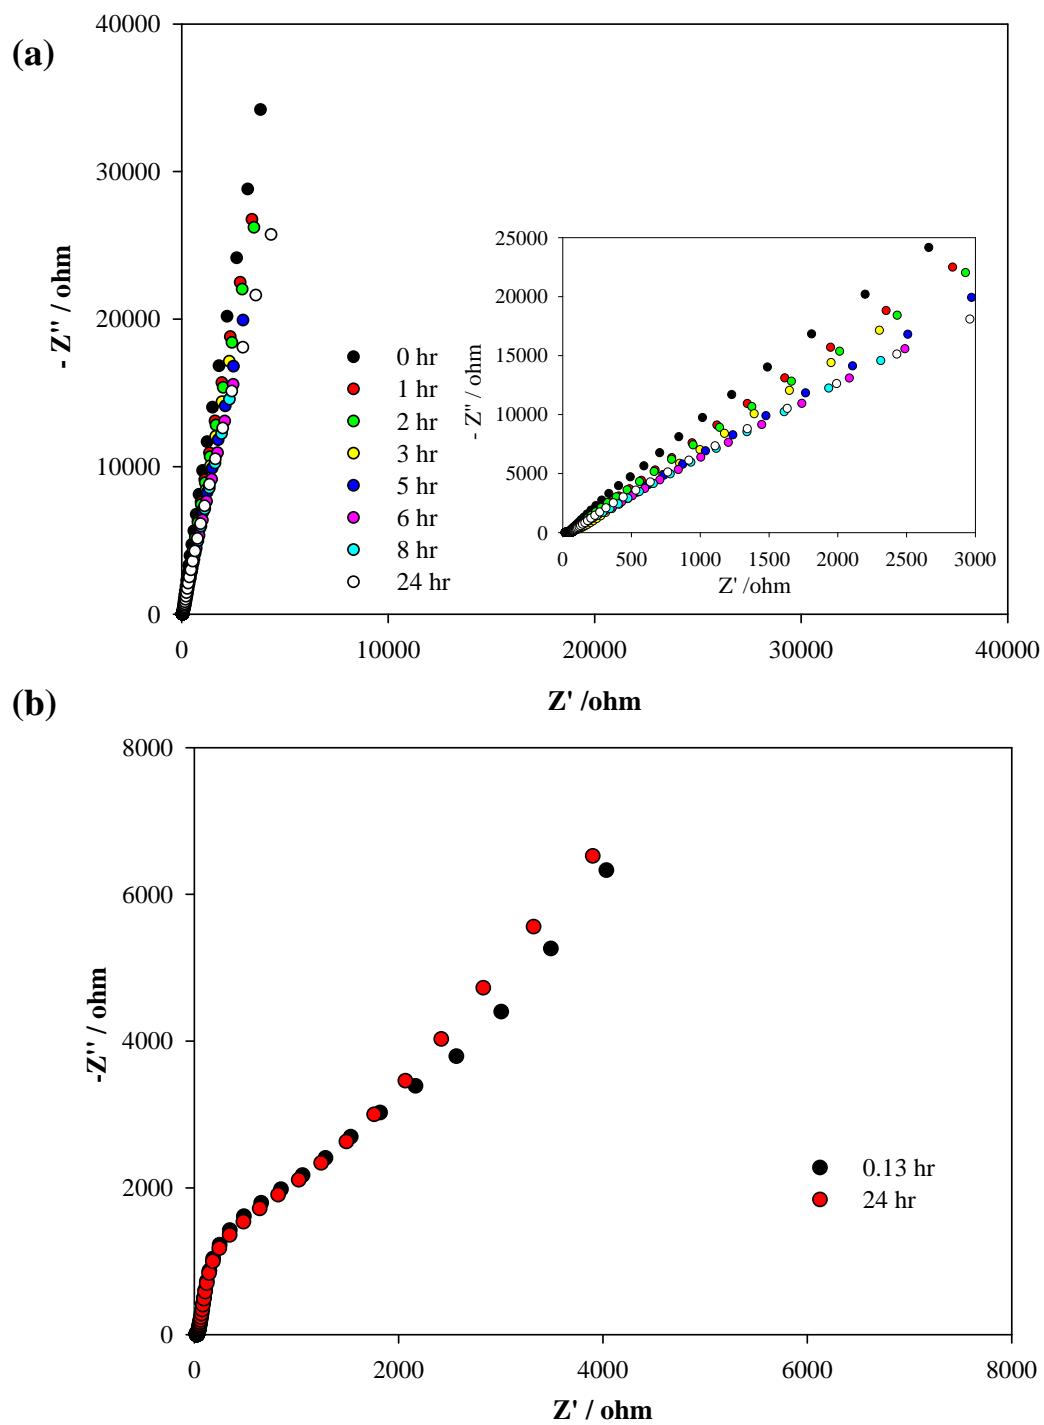 (a)
40000
30000
20000
10000
0
- Z'' / ohm
0 hr
1 hr
2 hr
3 hr
5 hr
6 hr
8 hr
24 hr
25000
20000
15000
10000
5000
0
- Z'' / ohm
0 500 1000 1500 2000 2500 3000
Z' /ohm
0 10000 20000 30000 40000
Z' /ohm
(b)
8000
6000
4000
2000
0
-Z'' / ohm
0.13 hr
24 hr
0 2000 4000 6000 8000
Z' / ohm